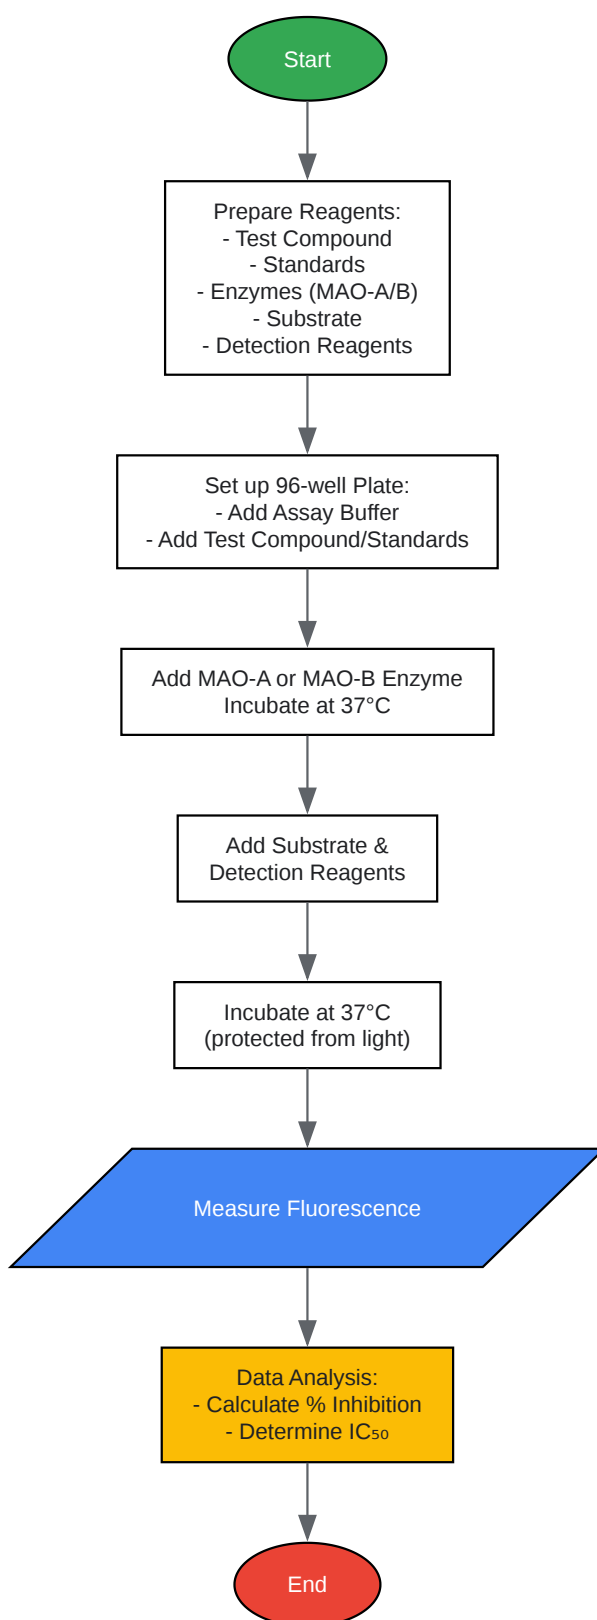 Start
Prepare Reagents:
- Test Compound
- Standards
- Enzymes (MAO-A/B)
- Substrate
- Detection Reagents
Set up 96-well Plate:
- Add Assay Buffer
- Add Test Compound/Standards
Add MAO-A or MAO-B Enzyme
Incubate at 37°C
Add Substrate &
Detection Reagents
Incubate at 37°C
(protected from light)
Measure Fluorescence
Data Analysis:
- Calculate % Inhibition
- Determine IC₅₀
End